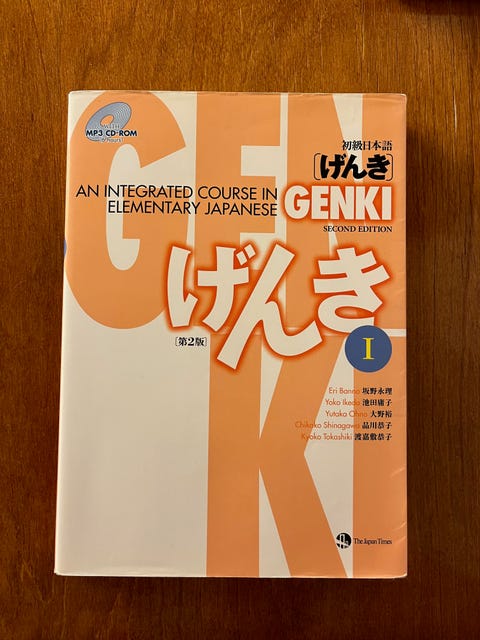 WITH
MP3 CD-ROM
初級日本語
[げんき]
AN INTEGRATED COURSE IN
ELEMENTARY JAPANESE
GENKI
SECOND EDITION
GENKI
げんき
[第2版]
I
Eri Banno 坂野永理
Yoko Ikeda 池田庸子
Yutaka Ohno 大野裕
Chikako Shinagawa 品川恭子
Kyoko Tokashiki 渡嘉敷恭子
The Japan Times